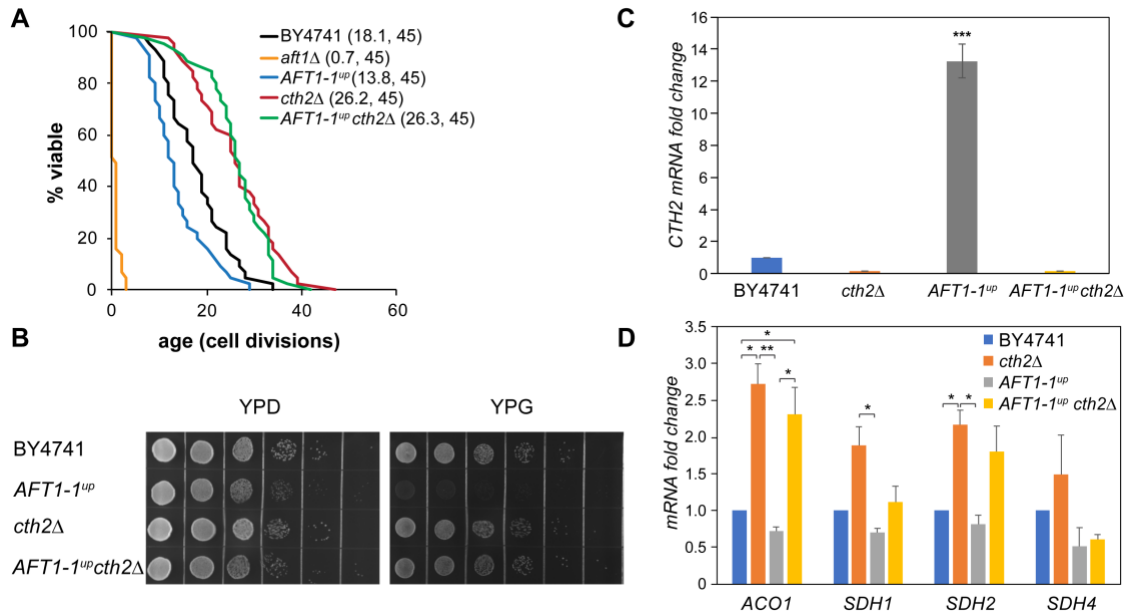 A
% viable
100
80
60
40
20
0
0
20
40
60
age (cell divisions)
BY4741 (18.1, 45)
aft1Δ (0.7, 45)
AFT1-1ᵘᵖ(13.8, 45)
cth2Δ (26.2, 45)
AFT1-1ᵘᵖ cth2Δ (26.3, 45)
B
YPD
YPG
BY4741
AFT1-1ᵘᵖ
cth2Δ
AFT1-1ᵘᵖcth2Δ
C
CTH2 mRNA fold change
16
14
12
10
8
6
4
2
0
***
BY4741
cth2Δ
AFT1-1ᵘᵖ
AFT1-1ᵘᵖcth2Δ
D
mRNA fold change
3.5
3.0
2.5
2.0
1.5
1.0
0.5
0
BY4741
cth2Δ
AFT1-1ᵘᵖ
AFT1-1ᵘᵖ cth2Δ
*
* **
*
*
* *
ACO1
SDH1
SDH2
SDH4